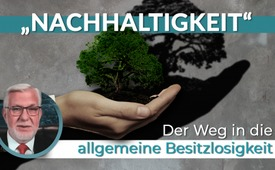 „NACHHALTIGKEIT“
Der Weg in die
allgemeine Besitzlosigkeit